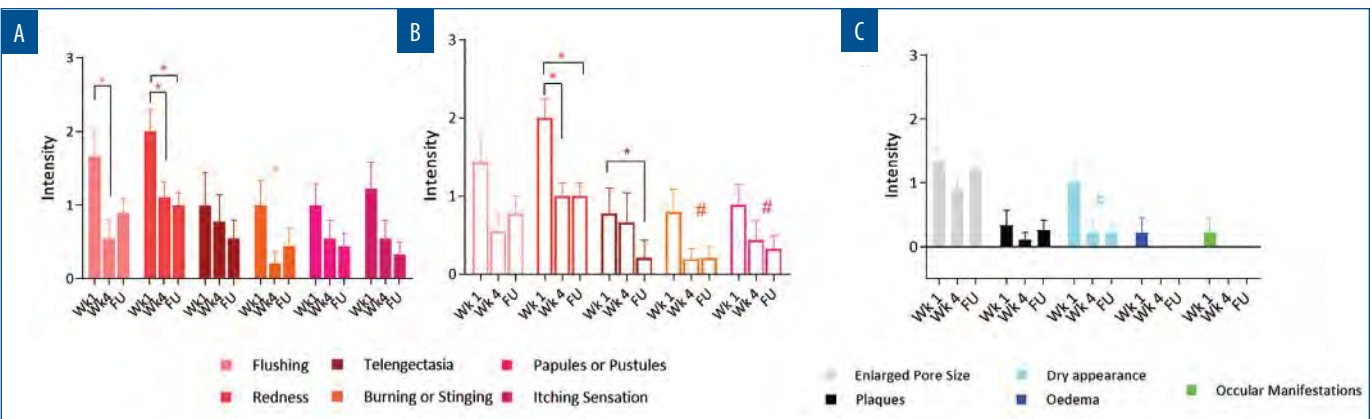 A
B
C
3
2
1
0
Intensity
*
*
*
*
Wk1
Wk4
FU
Wk1
Wk4
FU
Wk1
Wk4
FU
Wk1
Wk4
FU
Wk1
Wk4
FU
Wk1
Wk4
FU
3
2
1
0
Intensity
*
*
*
#
#
Wk 1
Wk 4
FU
Wk 1
Wk 4
FU
Wk 1
Wk 4
FU
Wk 1
Wk 4
FU
Wk 1
Wk 4
FU
3
2
1
0
Intensity
#
Wk 1
Wk 4
FU
Wk 1
Wk 4
FU
Wk 1
Wk 4
FU
Wk 1
Wk 4
FU
Wk 1
Wk 4
FU
Flushing
Telengectasia
Papules or Pustules
Redness
Burning or Stinging
Itching Sensation
Enlarged Pore Size
Dry appearance
Plaques
Oedema
Occular Manifestations